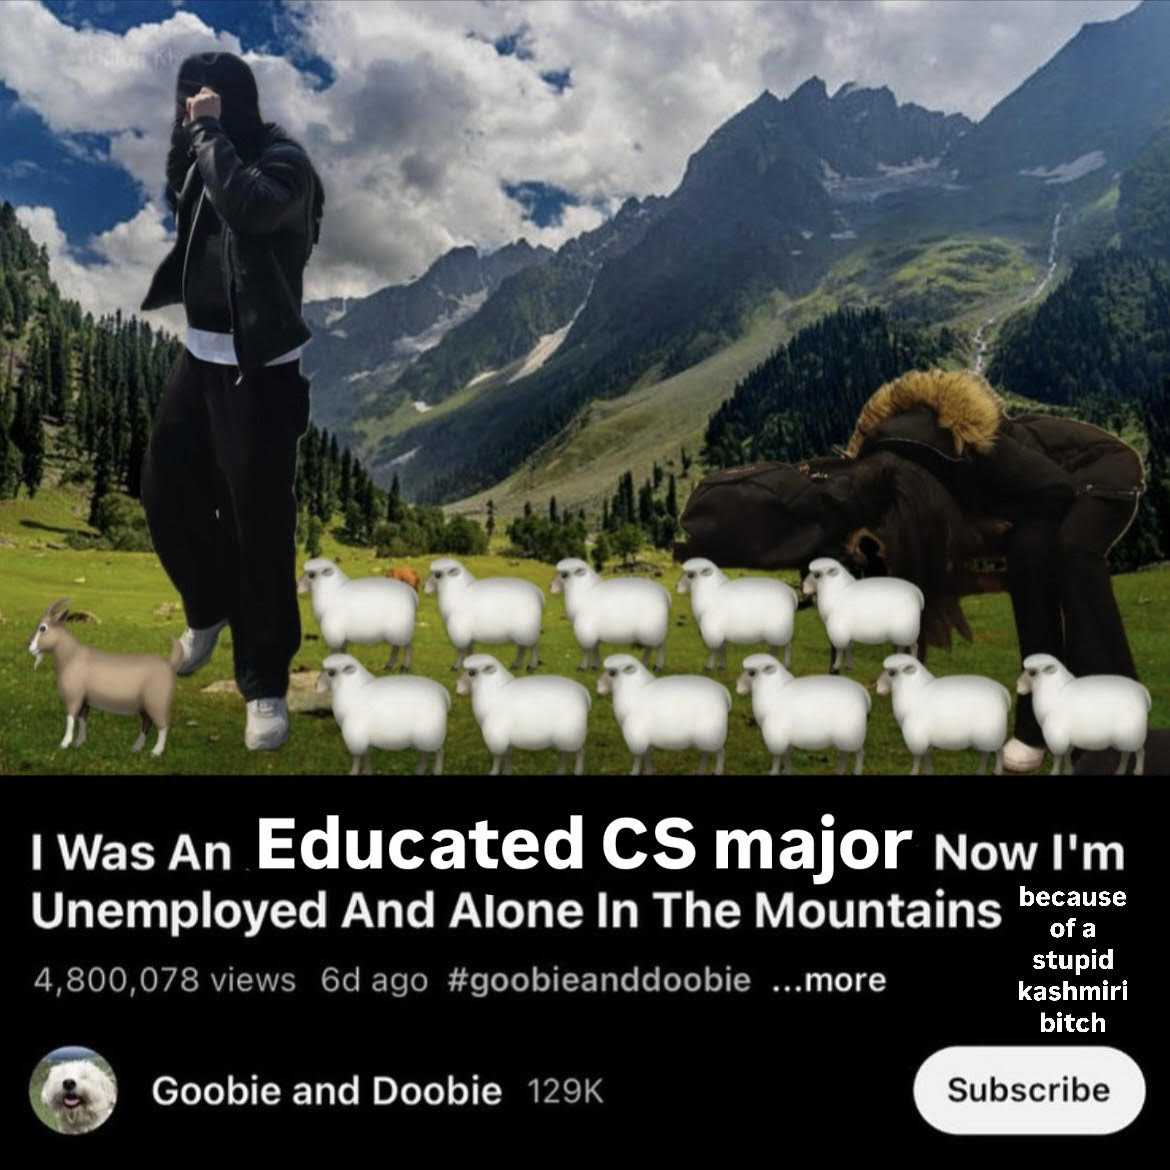 I Was An Educated CS major Now I'm
Unemployed And Alone In The Mountains
because
of a
stupid
kashmiri
bitch
4,800,078 views 6d ago #goobieanddoobie ...more
Goobie and Doobie 129K
Subscribe